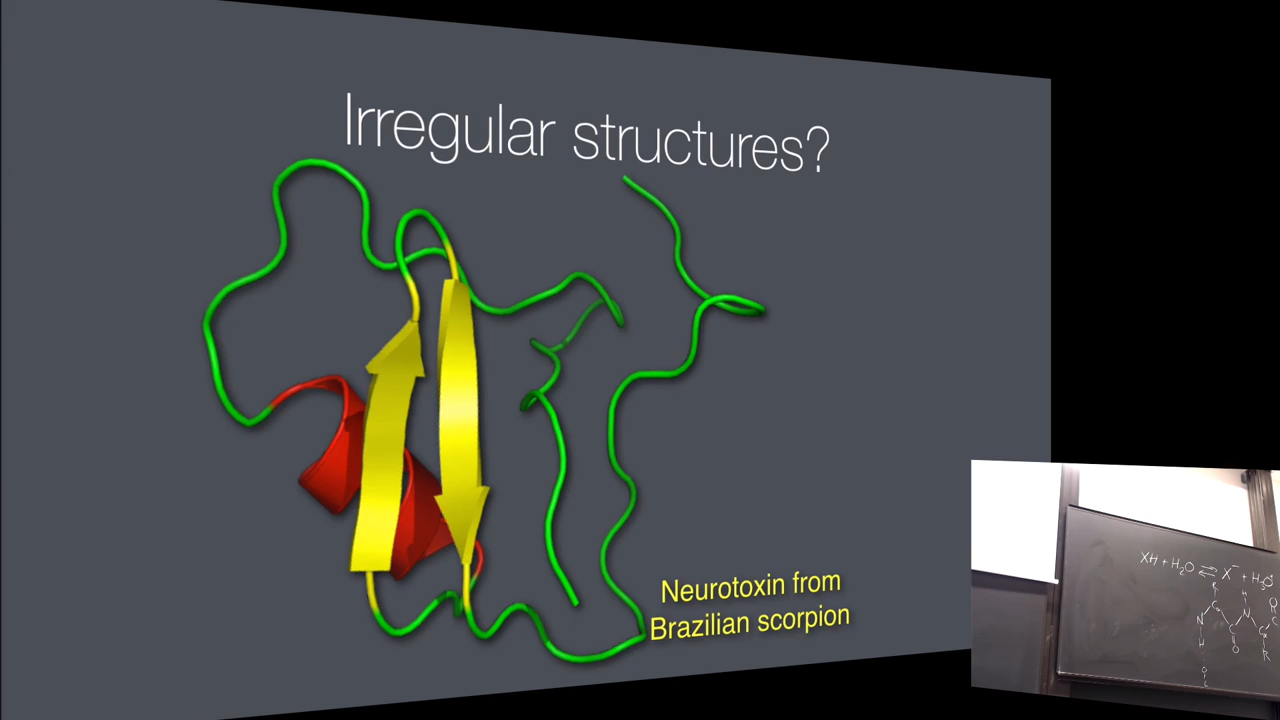 Irregular structures?
Neurotoxin from
Brazilian scorpion
XH + H₂O ⇌ X⁻ + H₃O